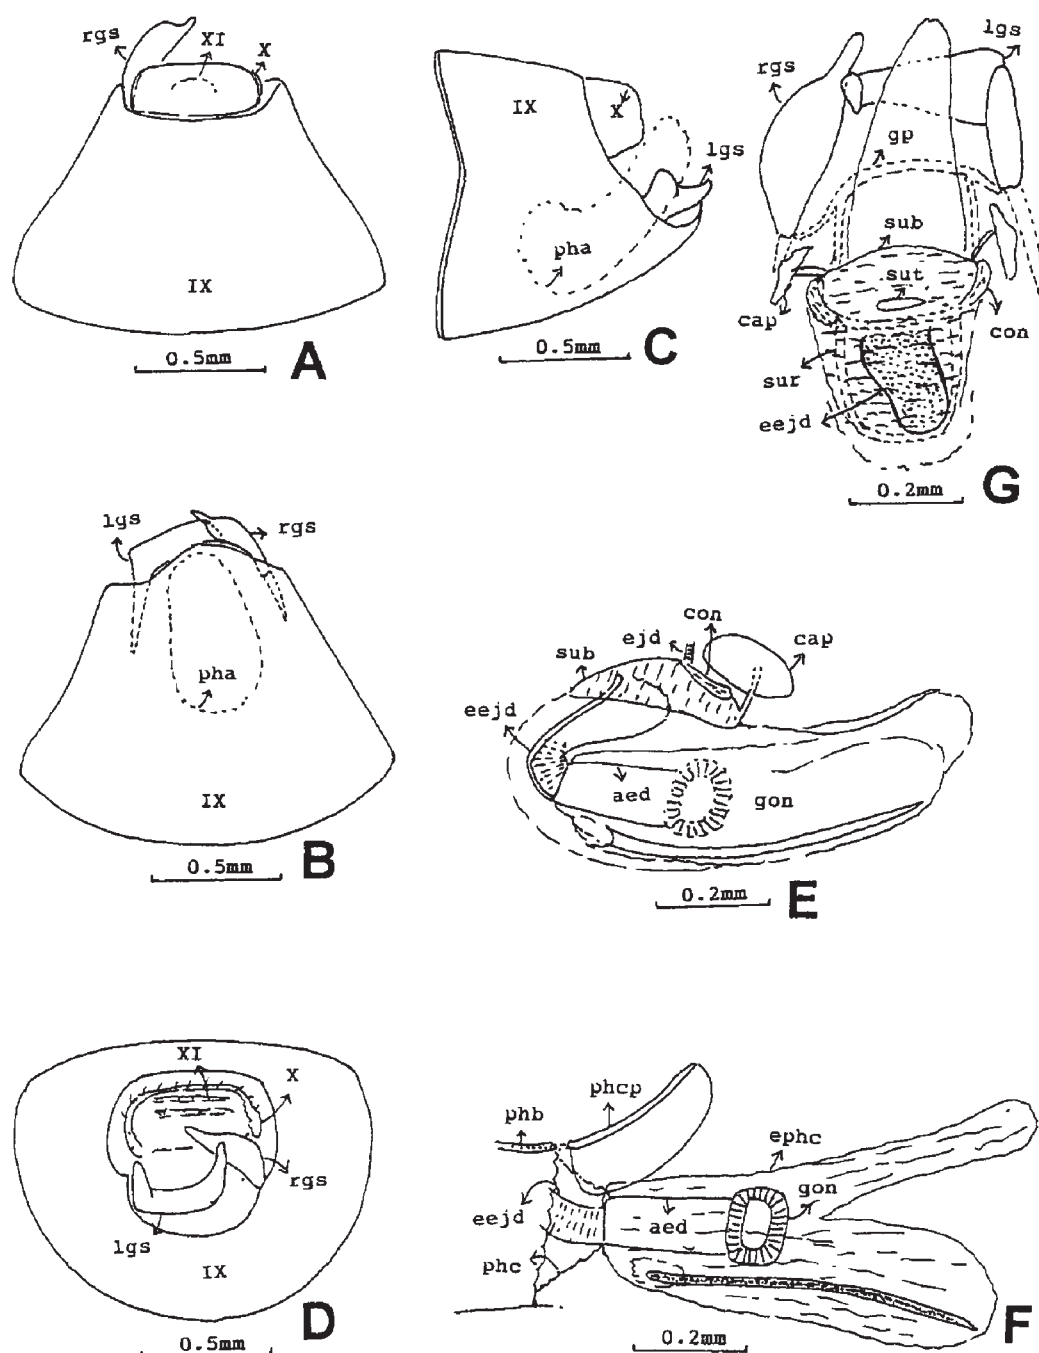 rgs
XI
X
IX
0.5mm
A
IX
X
lgs
pha
0.5mm
C
lgs
rgs
gp
sub
sut
cap
con
sur
eejd
0.2mm
G
lgs
rgs
pha
IX
0.5mm
B
con
ejd
cap
sub
eejd
aed
gon
0.2mm
E
XI
X
rgs
lgs
IX
0.5mm
D
phcp
phb
ephc
gon
eejd
aed
phc
0.2mm
F